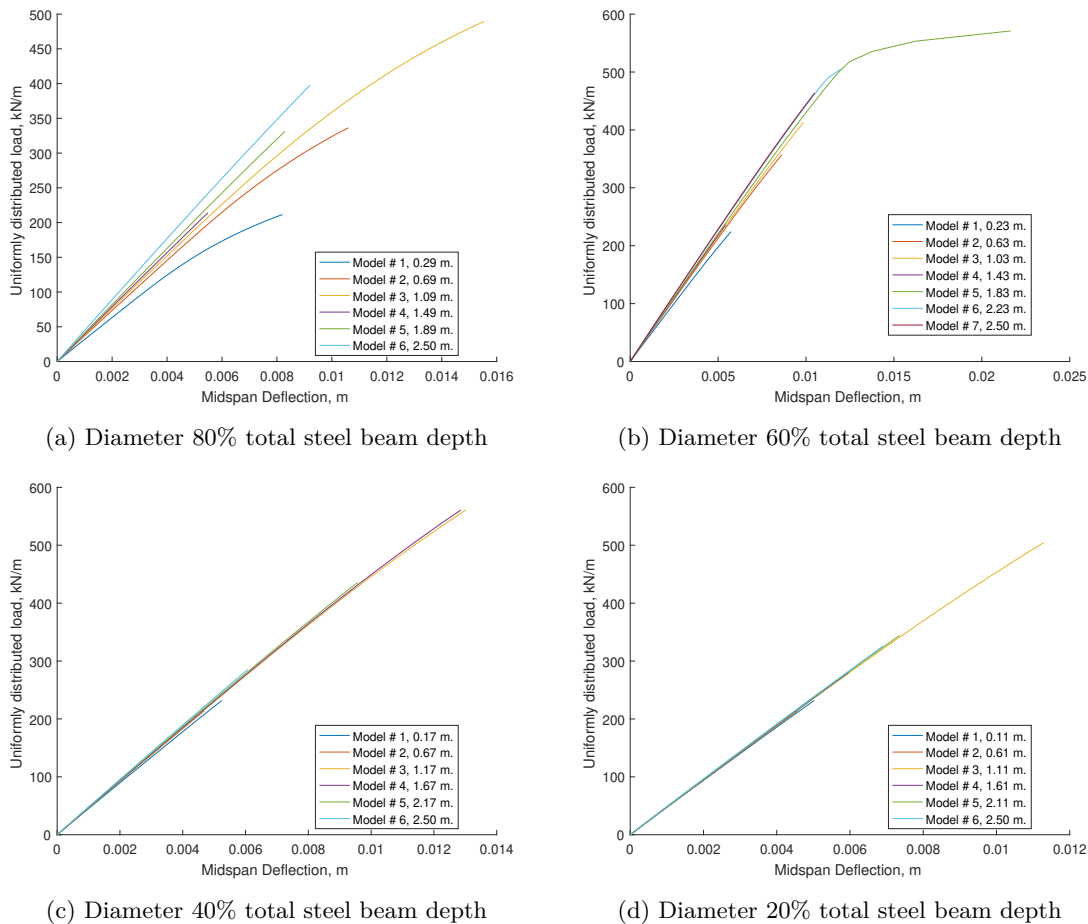 500
450
400
350
300
250
200
150
100
50
0
Uniformly distributed load, kN/m
Model # 1, 0.29 m.
Model # 2, 0.69 m.
Model # 3, 1.09 m.
Model # 4, 1.49 m.
Model # 5, 1.89 m.
Model # 6, 2.50 m.
0 0.002 0.004 0.006 0.008 0.01 0.012 0.014 0.016
Midspan Deflection, m
(a) Diameter 80% total steel beam depth
600
500
400
300
200
100
0
Uniformly distributed load, kN/m
Model # 1, 0.23 m.
Model # 2, 0.63 m.
Model # 3, 1.03 m.
Model # 4, 1.43 m.
Model # 5, 1.83 m.
Model # 6, 2.23 m.
Model # 7, 2.50 m.
0 0.005 0.01 0.015 0.02 0.025
Midspan Deflection, m
(b) Diameter 60% total steel beam depth
600
500
400
300
200
100
0
Uniformly distributed load, kN/m
Model # 1, 0.17 m.
Model # 2, 0.67 m.
Model # 3, 1.17 m.
Model # 4, 1.67 m.
Model # 5, 2.17 m.
Model # 6, 2.50 m.
0 0.002 0.004 0.006 0.008 0.01 0.012 0.014
Midspan Deflection, m
(c) Diameter 40% total steel beam depth
600
500
400
300
200
100
0
Uniformly distributed load, kN/m
Model # 1, 0.11 m.
Model # 2, 0.61 m.
Model # 3, 1.11 m.
Model # 4, 1.61 m.
Model # 5, 2.11 m.
Model # 6, 2.50 m.
0 0.002 0.004 0.006 0.008 0.01 0.012
Midspan Deflection, m
(d) Diameter 20% total steel beam depth